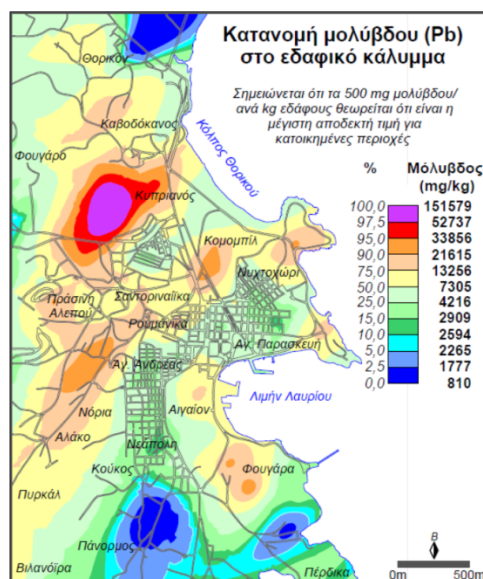 Κατανομή μολύβδου (Pb)
στο εδαφικό κάλυμμα
Σημειώνεται ότι τα 500 mg μολύβδου/
ανά kg εδάφους θεωρείται ότι είναι η
μέγιστη αποδεκτή τιμή για
κατοικημένες περιοχές
% Μόλυβδος
(mg/kg)
100,0 151579
97,5 52737
95,0 33856
90,0 21615
75,0 13256
50,0 7305
25,0 4216
15,0 2909
10,0 2594
5,0 2265
2,5 1777
0,0 810
Θορικόν
Καβοδόκανος
Κόλπος Θορικού
Φουγάρο
Κυπριανός
Κομομπίλ
Νυχτοχώρι
Πράσινη
Αλεπού
Σαντοριναίικα
Ρουμάνικα
Αγ. Παρασκευή
Αγ. Ανδρέας
Λιμήν Λαυρίου
Νόρια
Αιγαίον
Αλάκο
Νεάπολη
Κούκος
Φουγάρα
Πυρκάλ
Πάνορμος
Βιλανόιρα
Πέρδικα
Β
0m 500m